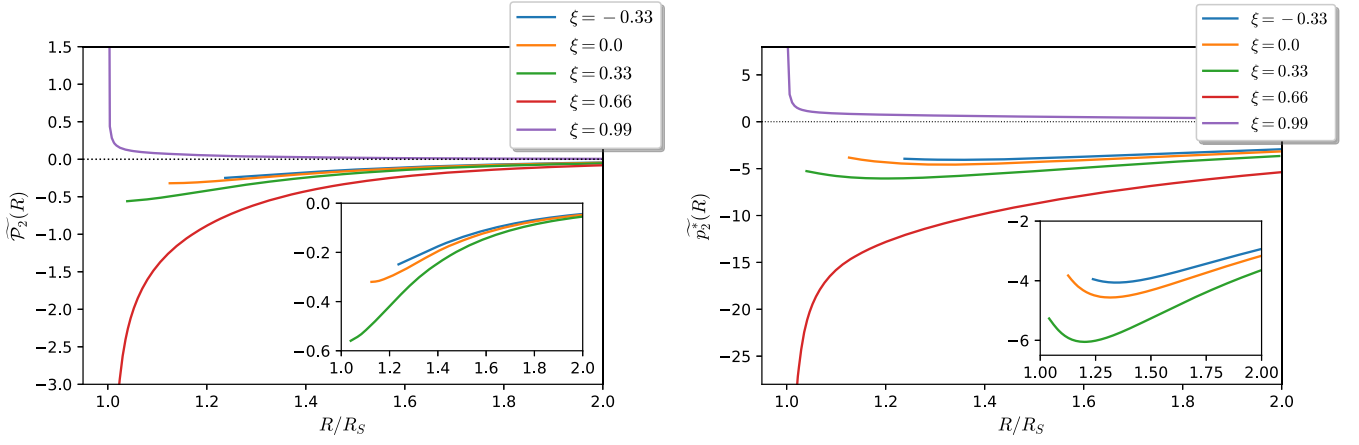 ξ = −0.33
ξ = 0.0
ξ = 0.33
ξ = 0.66
ξ = 0.99
1.5
1.0
0.5
0.0
−0.5
−1.0
−1.5
−2.0
−2.5
−3.0
1.0 1.2 1.4 1.6 1.8 2.0
R/R_S
\widetilde{\mathcal{P}_2}(R)
0.0
−0.2
−0.4
−0.6
1.0 1.2 1.4 1.6 1.8 2.0
ξ = −0.33
ξ = 0.0
ξ = 0.33
ξ = 0.66
ξ = 0.99
5
0
−5
−10
−15
−20
−25
1.0 1.2 1.4 1.6 1.8 2.0
R/R_S
\widetilde{p_2^*}(R)
−2
−4
−6
1.00 1.25 1.50 1.75 2.00